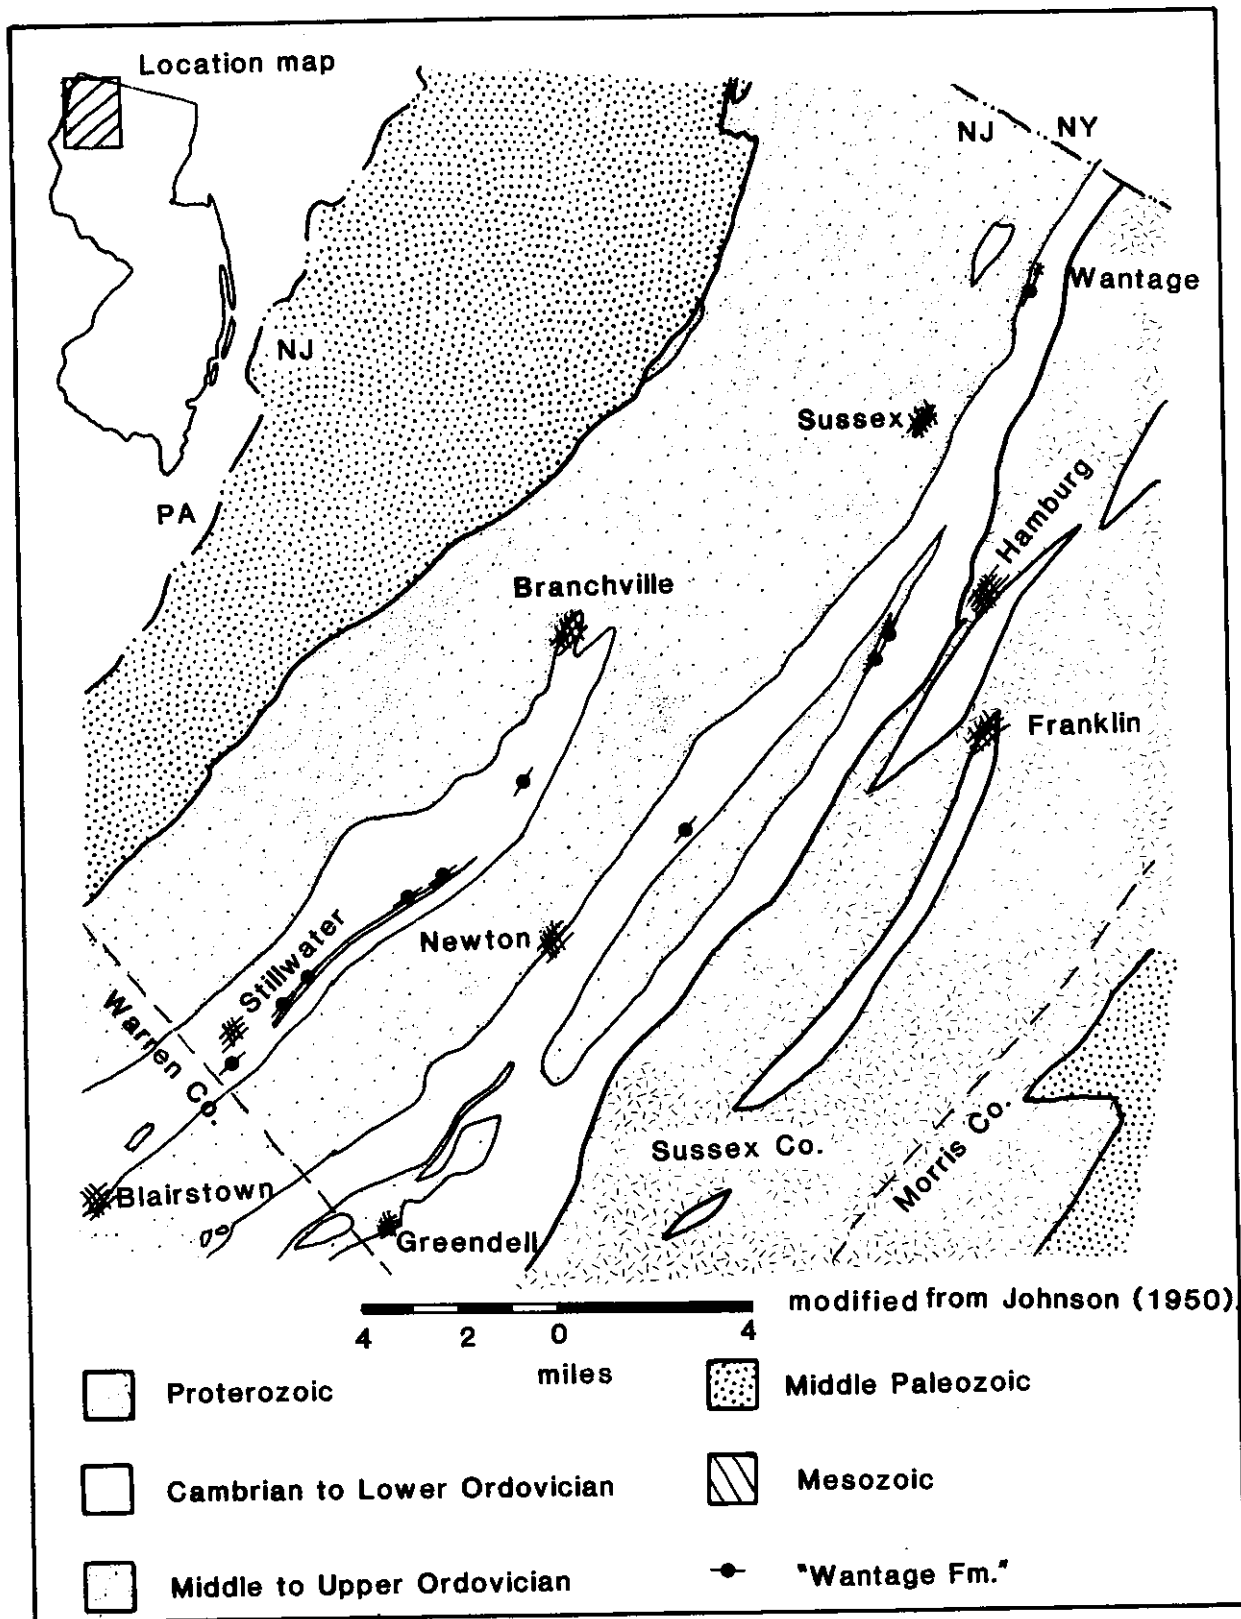 Location map
NJ
NY
Wantage
NJ
Sussex
PA
Hamburg
Branchville
Franklin
Newton
Stillwater
Warren Co.
Sussex Co.
Morris Co.
Blairstown
Greendell
modified from Johnson (1950).
4 2 0 4
miles
Proterozoic
Middle Paleozoic
Cambrian to Lower Ordovician
Mesozoic
Middle to Upper Ordovician
"Wantage Fm."